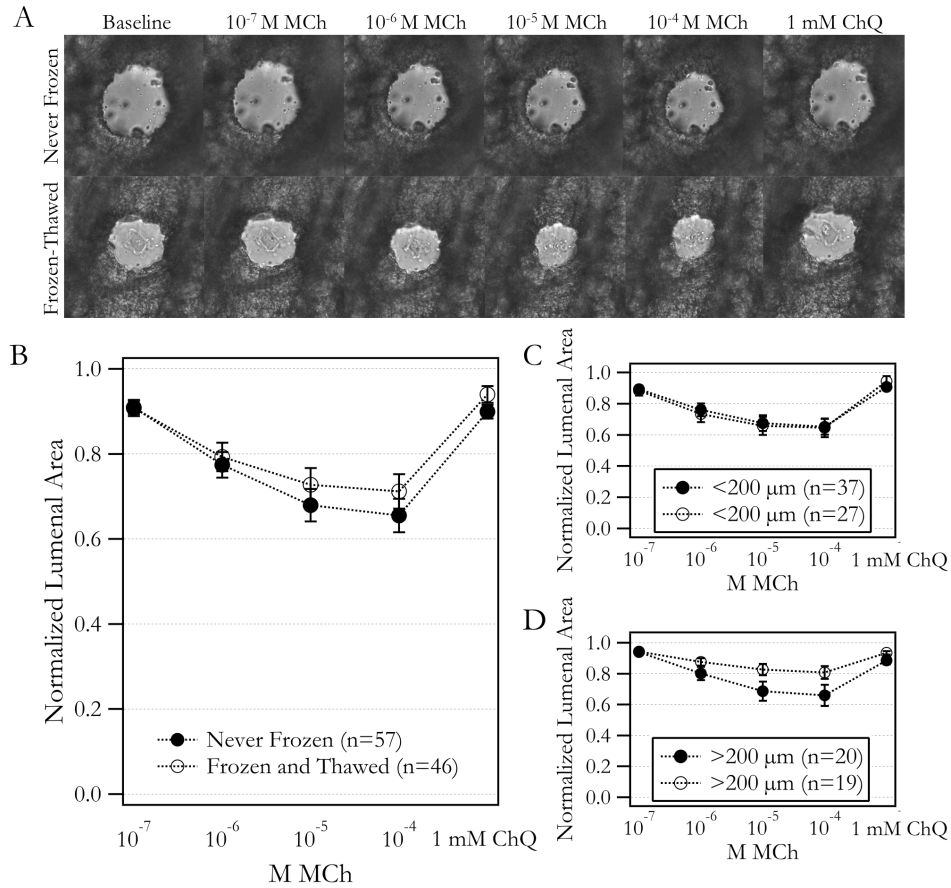 A
Baseline
10⁻⁷ M MCh
10⁻⁶ M MCh
10⁻⁵ M MCh
10⁻⁴ M MCh
1 mM ChQ
Never Frozen
Frozen-Thawed
B
Normalized Lumenal Area
1.0
0.8
0.6
0.4
0.2
0.0
Never Frozen (n=57)
Frozen and Thawed (n=46)
10⁻⁷
10⁻⁶
10⁻⁵
10⁻⁴
1 mM ChQ
M MCh
C
Normalized Lumenal Area
1.0
0.8
0.6
0.4
0.2
0.0
<200 µm (n=37)
<200 µm (n=27)
10⁻⁷
10⁻⁶
10⁻⁵
10⁻⁴
1 mM ChQ
M MCh
D
Normalized Lumenal Area
1.0
0.8
0.6
0.4
0.2
0.0
>200 µm (n=20)
>200 µm (n=19)
10⁻⁷
10⁻⁶
10⁻⁵
10⁻⁴
1 mM ChQ
M MCh